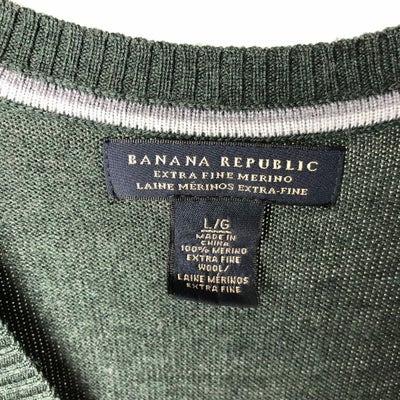 BANANA REPUBLIC
EXTRA FINE MERINO
LAINE MÉRINOS EXTRA-FINE
L/G
MADE IN
CHINA
100% MERINO
EXTRA FINE
WOOL/
LAINE MÉRINOS
EXTRA FINE